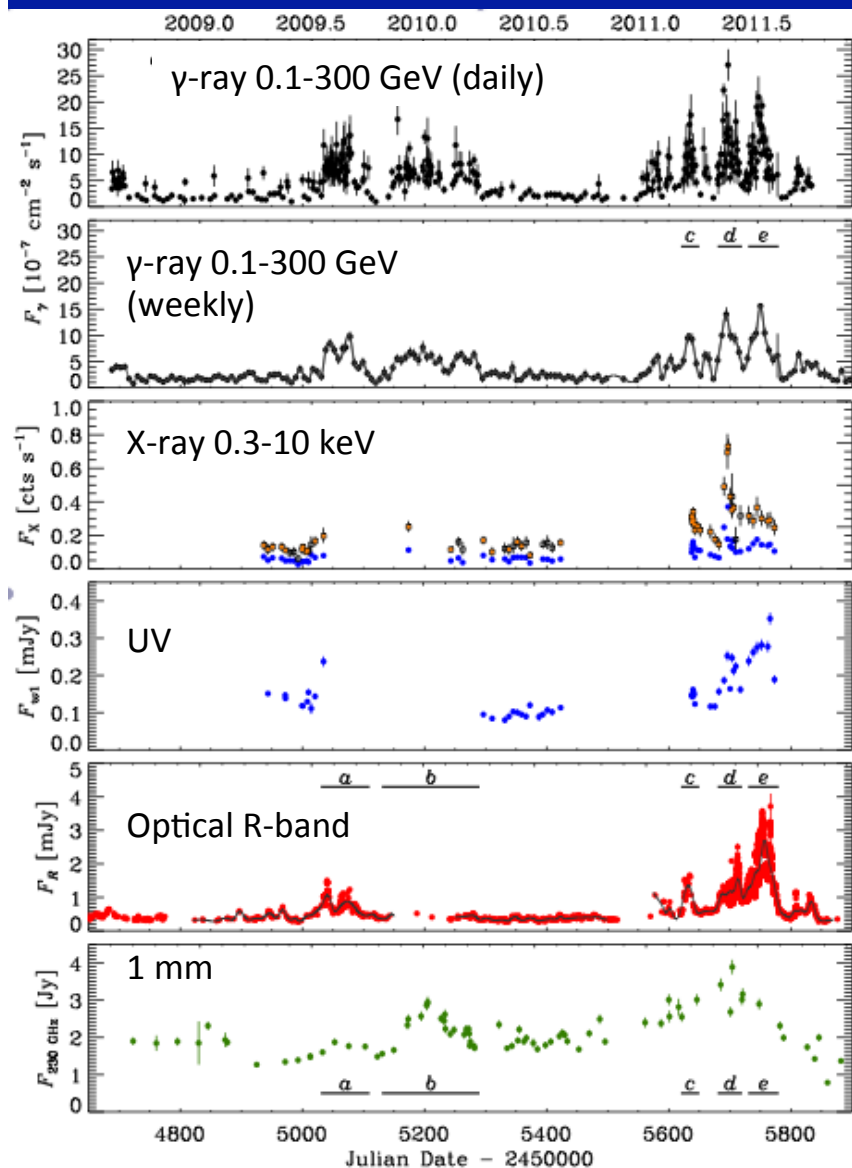 2009.0 2009.5 2010.0 2010.5 2011.0 2011.5
30
25
20
15
10
5
0
γ-ray 0.1-300 GeV (daily)
30
25
20
15
10
5
0
F_γ [10⁻⁷ cm⁻² s⁻¹]
c d e
γ-ray 0.1-300 GeV
(weekly)
1.0
0.8
0.6
0.4
0.2
0.0
F_X [cts s⁻¹]
X-ray 0.3-10 keV
0.4
0.3
0.2
0.1
0.0
F_w1 [mJy]
UV
5
4
3
2
1
0
F_R [mJy]
a b c d e
Optical R-band
4
3
2
1
0
F_230 GHz [Jy]
1 mm
a b c d e
4800 5000 5200 5400 5600 5800
Julian Date − 2450000